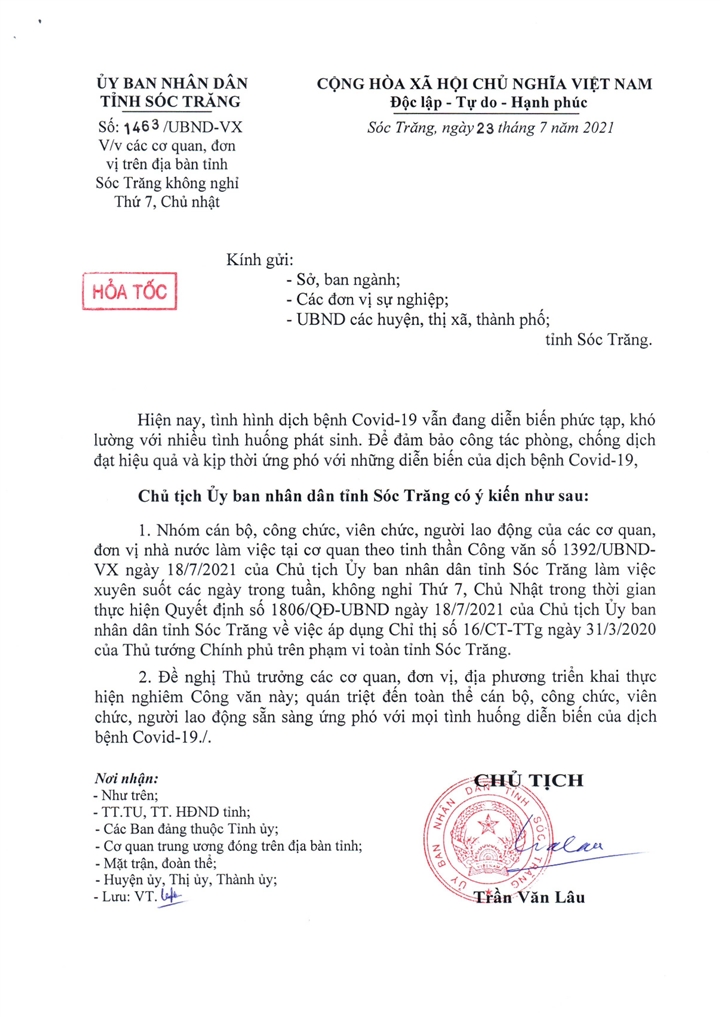 ỦY BAN NHÂN DÂN
TỈNH SÓC TRĂNG
Số: 1463/UBND-VX
V/v các cơ quan, đơn
vị trên địa bàn tỉnh
Sóc Trăng không nghỉ
Thứ 7, Chủ nhật
CỘNG HÒA XÃ HỘI CHỦ NGHĨA VIỆT NAM
Độc lập - Tự do - Hạnh phúc
Sóc Trăng, ngày 23 tháng 7 năm 2021
HỎA TỐC
Kính gửi:
- Sở, ban ngành;
- Các đơn vị sự nghiệp;
- UBND các huyện, thị xã, thành phố;
tỉnh Sóc Trăng.
Hiện nay, tình hình dịch bệnh Covid-19 vẫn đang diễn biến phức tạp, khó
lường với nhiều tình huống phát sinh. Để đảm bảo công tác phòng, chống dịch
đạt hiệu quả và kịp thời ứng phó với những diễn biến của dịch bệnh Covid-19,
Chủ tịch Ủy ban nhân dân tỉnh Sóc Trăng có ý kiến như sau:
1. Nhóm cán bộ, công chức, viên chức, người lao động của các cơ quan,
đơn vị nhà nước làm việc tại cơ quan theo tinh thần Công văn số 1392/UBND-
VX ngày 18/7/2021 của Chủ tịch Ủy ban nhân dân tỉnh Sóc Trăng làm việc
xuyên suốt các ngày trong tuần, không nghỉ Thứ 7, Chủ Nhật trong thời gian
thực hiện Quyết định số 1806/QĐ-UBND ngày 18/7/2021 của Chủ tịch Ủy ban
nhân dân tỉnh Sóc Trăng về việc áp dụng Chỉ thị số 16/CT-TTg ngày 31/3/2020
của Thủ tướng Chính phủ trên phạm vi toàn tỉnh Sóc Trăng.
2. Đề nghị Thủ trưởng các cơ quan, đơn vị, địa phương triển khai thực
hiện nghiêm Công văn này; quán triệt đến toàn thể cán bộ, công chức, viên
chức, người lao động sẵn sàng ứng phó với mọi tình huống diễn biến của dịch
bệnh Covid-19./.
Nơi nhận:
- Như trên;
- TT.TU, TT. HĐND tỉnh;
- Các Ban đảng thuộc Tỉnh ủy;
- Cơ quan trung ương đóng trên địa bàn tỉnh;
- Mặt trận, đoàn thể;
- Huyện ủy, Thị ủy, Thành ủy;
- Lưu: VT.
CHỦ TỊCH
ỦY BAN NHÂN DÂN TỈNH SÓC TRĂNG
Trần Văn Lâu